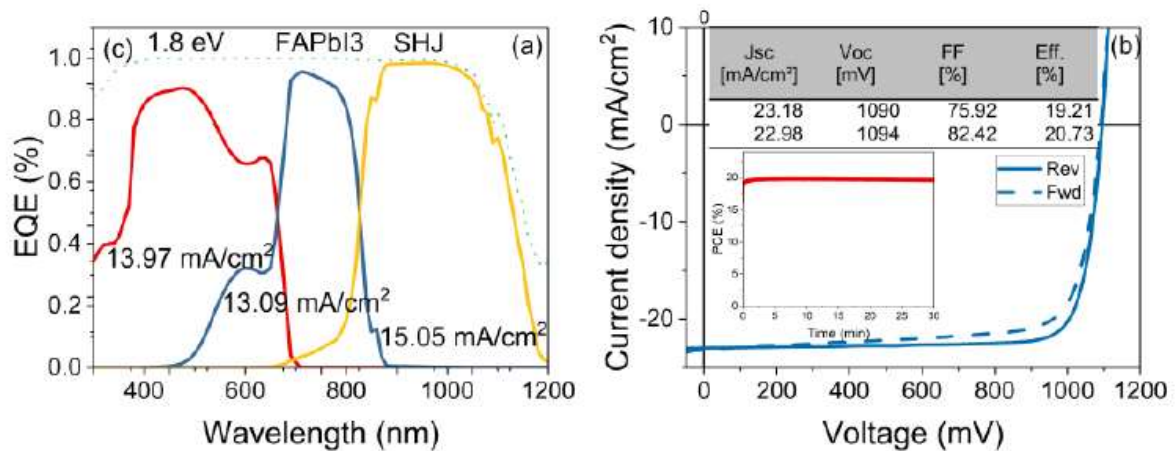 (c) 1.8 eV FAPbI3 SHJ (a)
1.0
0.8
0.6
0.4
0.2
0.0
EQE (%)
13.97 mA/cm²
13.09 mA/cm²
15.05 mA/cm²
400 600 800 1000 1200
Wavelength (nm)
0
(b)
10
0
-10
-20
Current density (mA/cm²)
Jsc Voc FF Eff.
[mA/cm²] [mV] [%] [%]
23.18 1090 75.92 19.21
22.98 1094 82.42 20.73
Rev
Fwd
20
15
10
5
0
PCE (%)
0 5 10 15 20 25 30
Time (min)
0 200 400 600 800 1000 1200
Voltage (mV)